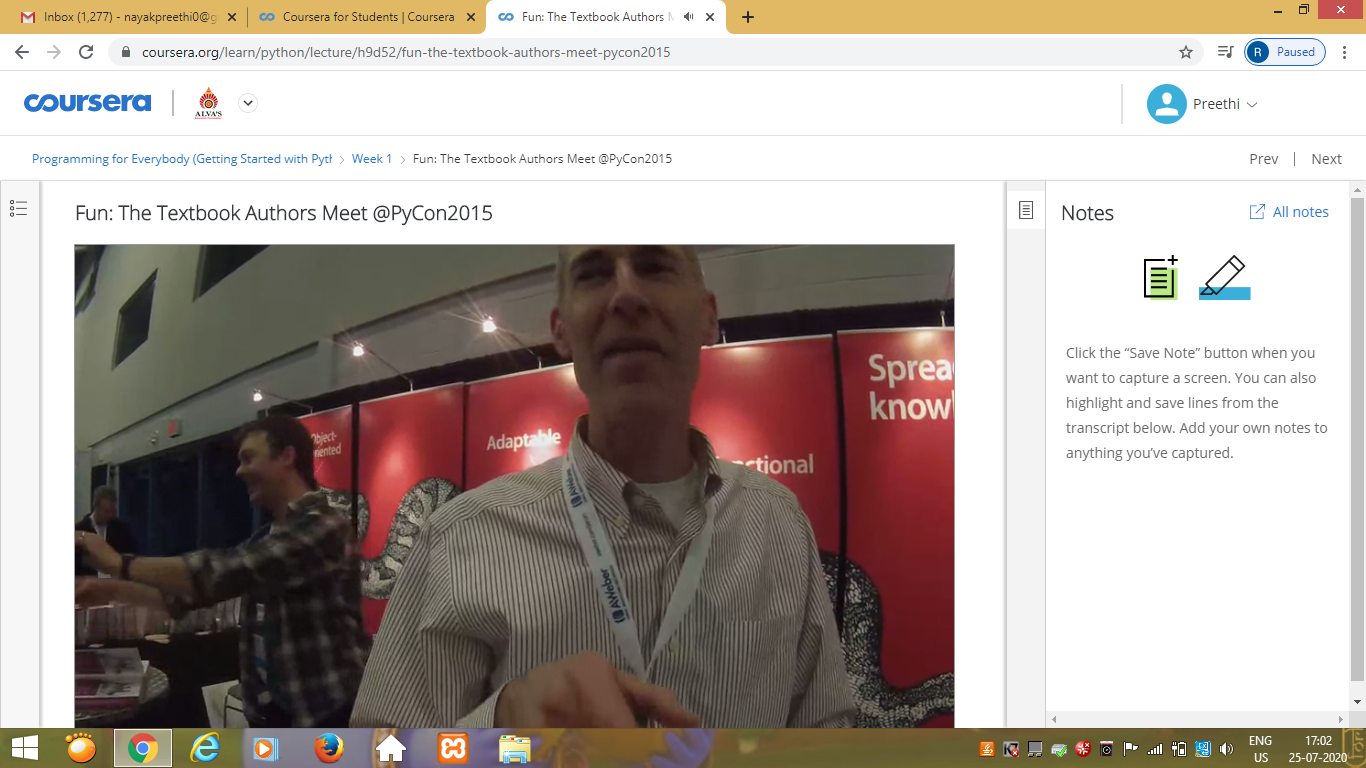 Inbox (1,277) - nayakpreethi0@g
Coursera for Students | Coursera
Fun: The Textbook Authors M
coursera.org/learn/python/lecture/h9d52/fun-the-textbook-authors-meet-pycon2015
R Paused
coursera
ALVA'S
Preethi
Programming for Everybody (Getting Started with Pyth
Week 1
Fun: The Textbook Authors Meet @PyCon2015
Prev | Next
Fun: The Textbook Authors Meet @PyCon2015
Notes
All notes
Click the “Save Note” button when you
want to capture a screen. You can also
highlight and save lines from the
transcript below. Add your own notes to
anything you’ve captured.
Object-
Adaptable
ctional
Sprea
know
AWeber
AWeber
ENG
US
17:02
25-07-2020